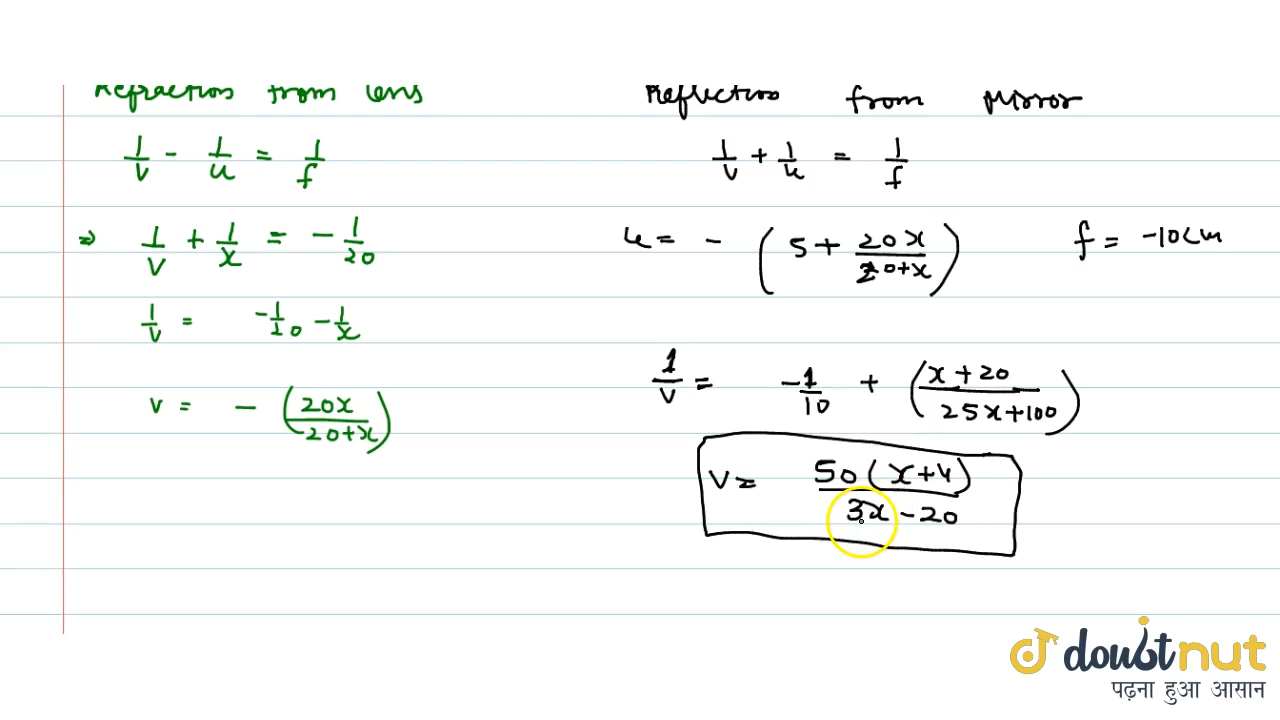 Refraction from lens
1/v - 1/u = 1/f
⇒ 1/v + 1/x = - 1/20
1/v = -1/20 - 1/x
v = - (20x/20+x)
Reflection from mirror
1/v + 1/u = 1/f
u = - (5 + 20x/20+x) f = -10cm
1/v = -1/10 + (x+20/25x+100)
v = 50(x+4)/3x-20
doubtnut
पढ़ना हुआ आसान